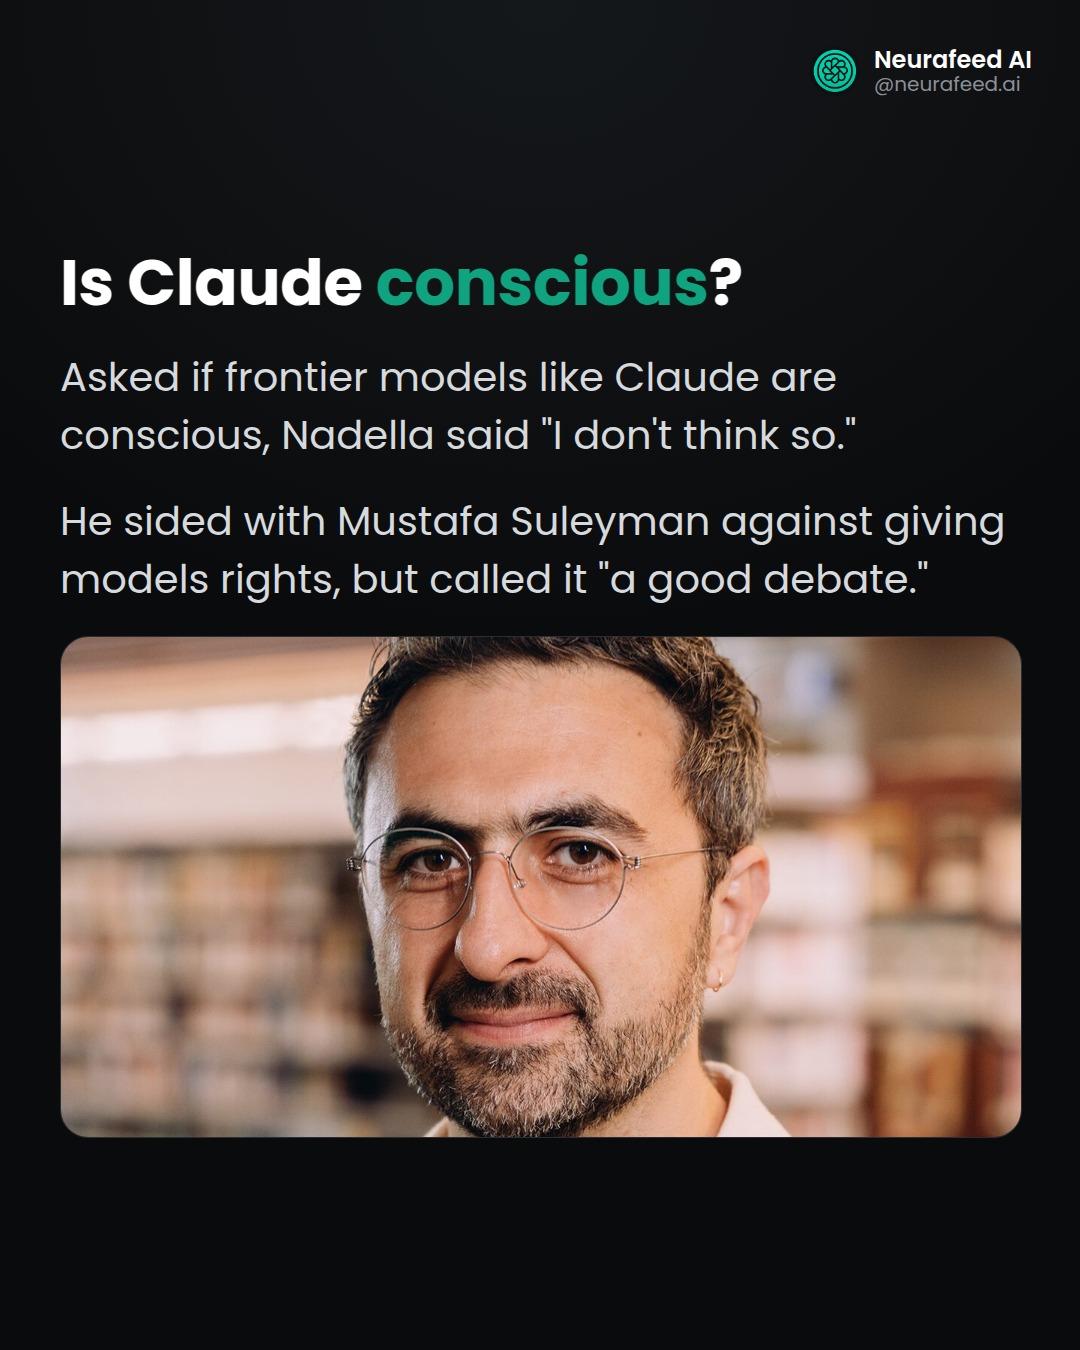 Neurafeed AI
@neurafeed.ai
Is Claude conscious?
Asked if frontier models like Claude are
conscious, Nadella said "I don't think so."
He sided with Mustafa Suleyman against giving
models rights, but called it "a good debate."